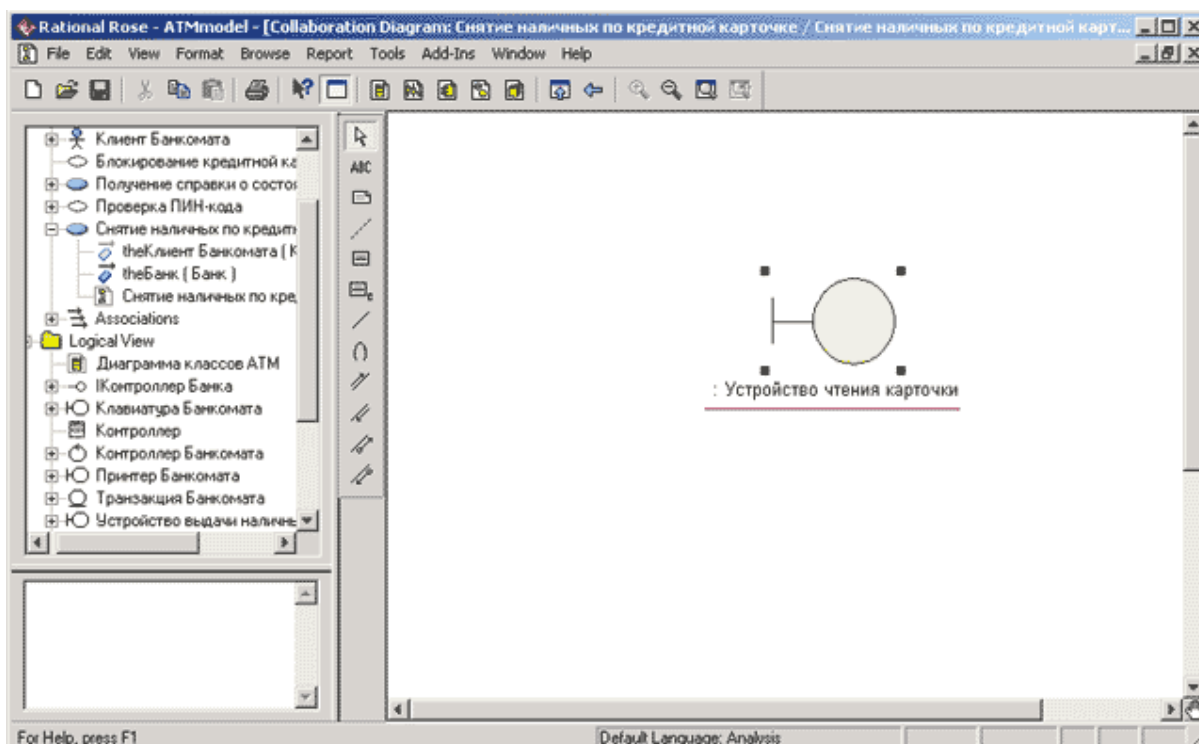 Rational Rose - ATMmodel - [Collaboration Diagram: Снятие наличных по кредитной карточке / Снятие наличных по кредитной карт...
File Edit View Format Browse Report Tools Add-Ins Window Help
Клиент Банкомата
Блокирование кредитной ка
Получение справки о состоя
Проверка ПИН-кода
Снятие наличных по кредитн
theКлиент Банкомата ( К
theБанк ( Банк )
Снятие наличных по кре
Associations
Logical View
Диаграмма классов АТМ
IКонтроллер Банка
Клавиатура Банкомата
Контроллер
Контроллер Банкомата
Принтер Банкомата
Транзакция Банкомата
Устройство выдачи наличн
ABC
: Устройство чтения карточки
For Help, press F1
Default Language: Analysis